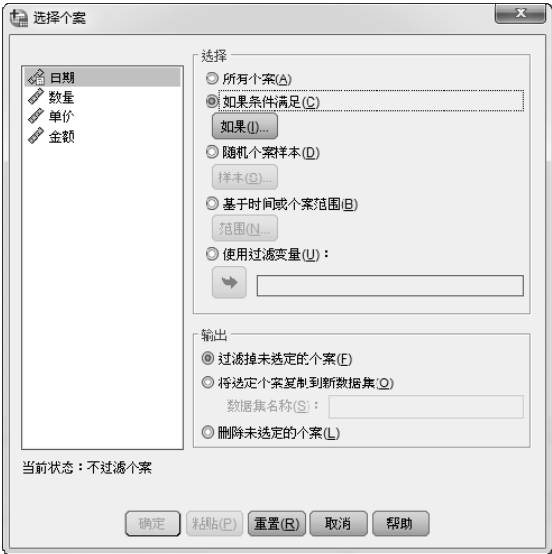 选择个案
日期
数量
单价
金额
选择
所有个案(A)
如果条件满足(C)
如果(I)...
随机个案样本(D)
样本(S)...
基于时间或个案范围(B)
范围(N...
使用过滤变量(U)：
输出
过滤掉未选定的个案(F)
将选定个案复制到新数据集(O)
数据集名称(S)：
删除未选定的个案(L)
当前状态：不过滤个案
确定
粘贴(P)
重置(R)
取消
帮助